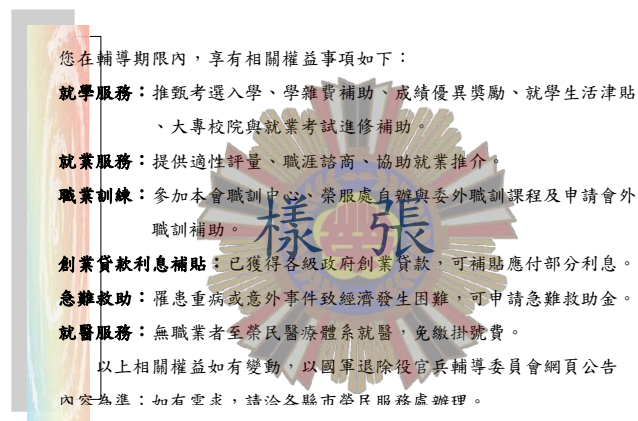 您在輔導期限內，享有相關權益事項如下：
就學服務：推甄考選入學、學雜費補助、成績優異獎勵、就學生活津貼
、大專校院與就業考試進修補助。
就業服務：提供適性評量、職涯諮商、協助就業推介。
職業訓練：參加本會職訓中心、榮服處自辦與委外職訓課程及申請會外
職訓補助。
樣張
創業貸款利息補貼：已獲得各級政府創業貸款，可補貼應付部分利息。
急難救助：罹患重病或意外事件致經濟發生困難，可申請急難救助金。
就醫服務：無職業者至榮民醫療體系就醫，免繳掛號費。
以上相關權益如有變動，以國軍退除役官兵輔導委員會網頁公告
內容為準；如有需求，請洽各縣市榮民服務處辦理。